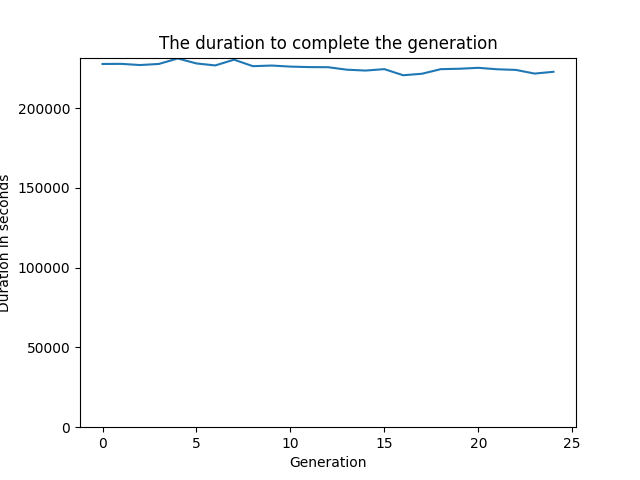 The duration to complete the generation
Duration in seconds
200000
150000
100000
50000
0
0 5 10 15 20 25
Generation